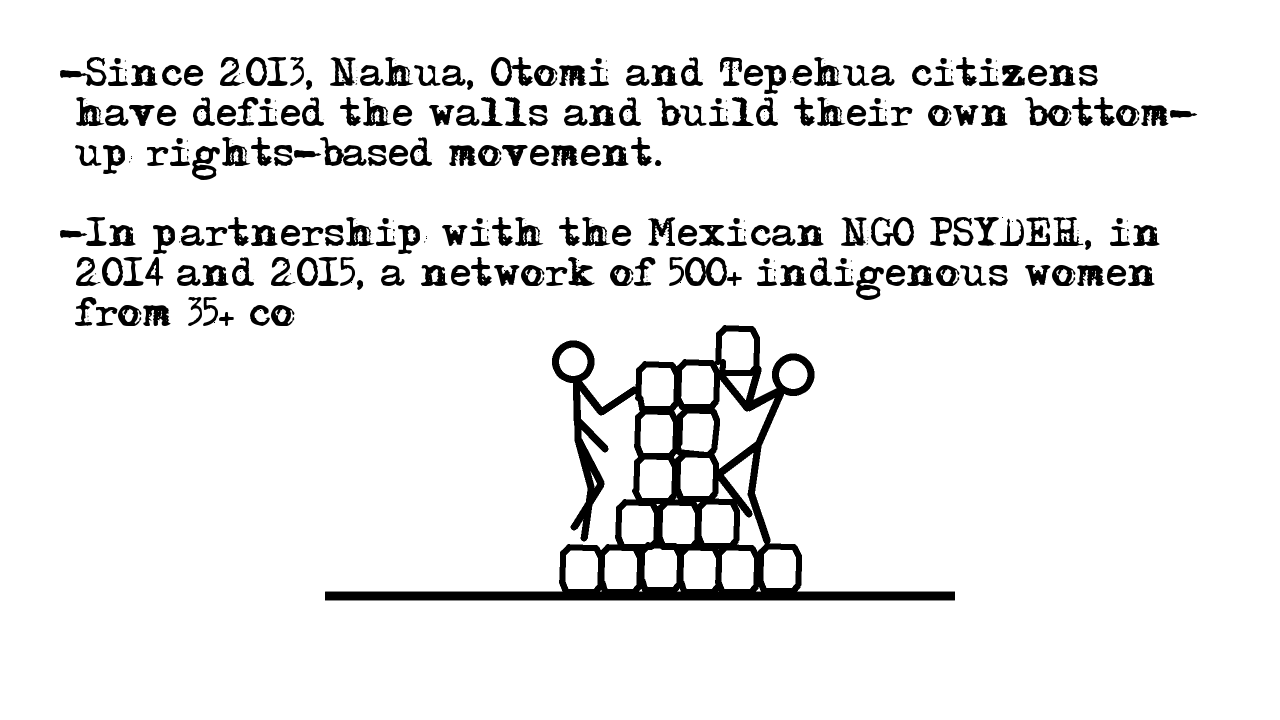 -Since 2013, Nahua, Otomi and Tepehua citizens
have defied the walls and build their own bottom-
up rights-based movement.
-In partnership with the Mexican NGO PSYDEH, in
2014 and 2015, a network of 500+ indigenous women
from 35+ co